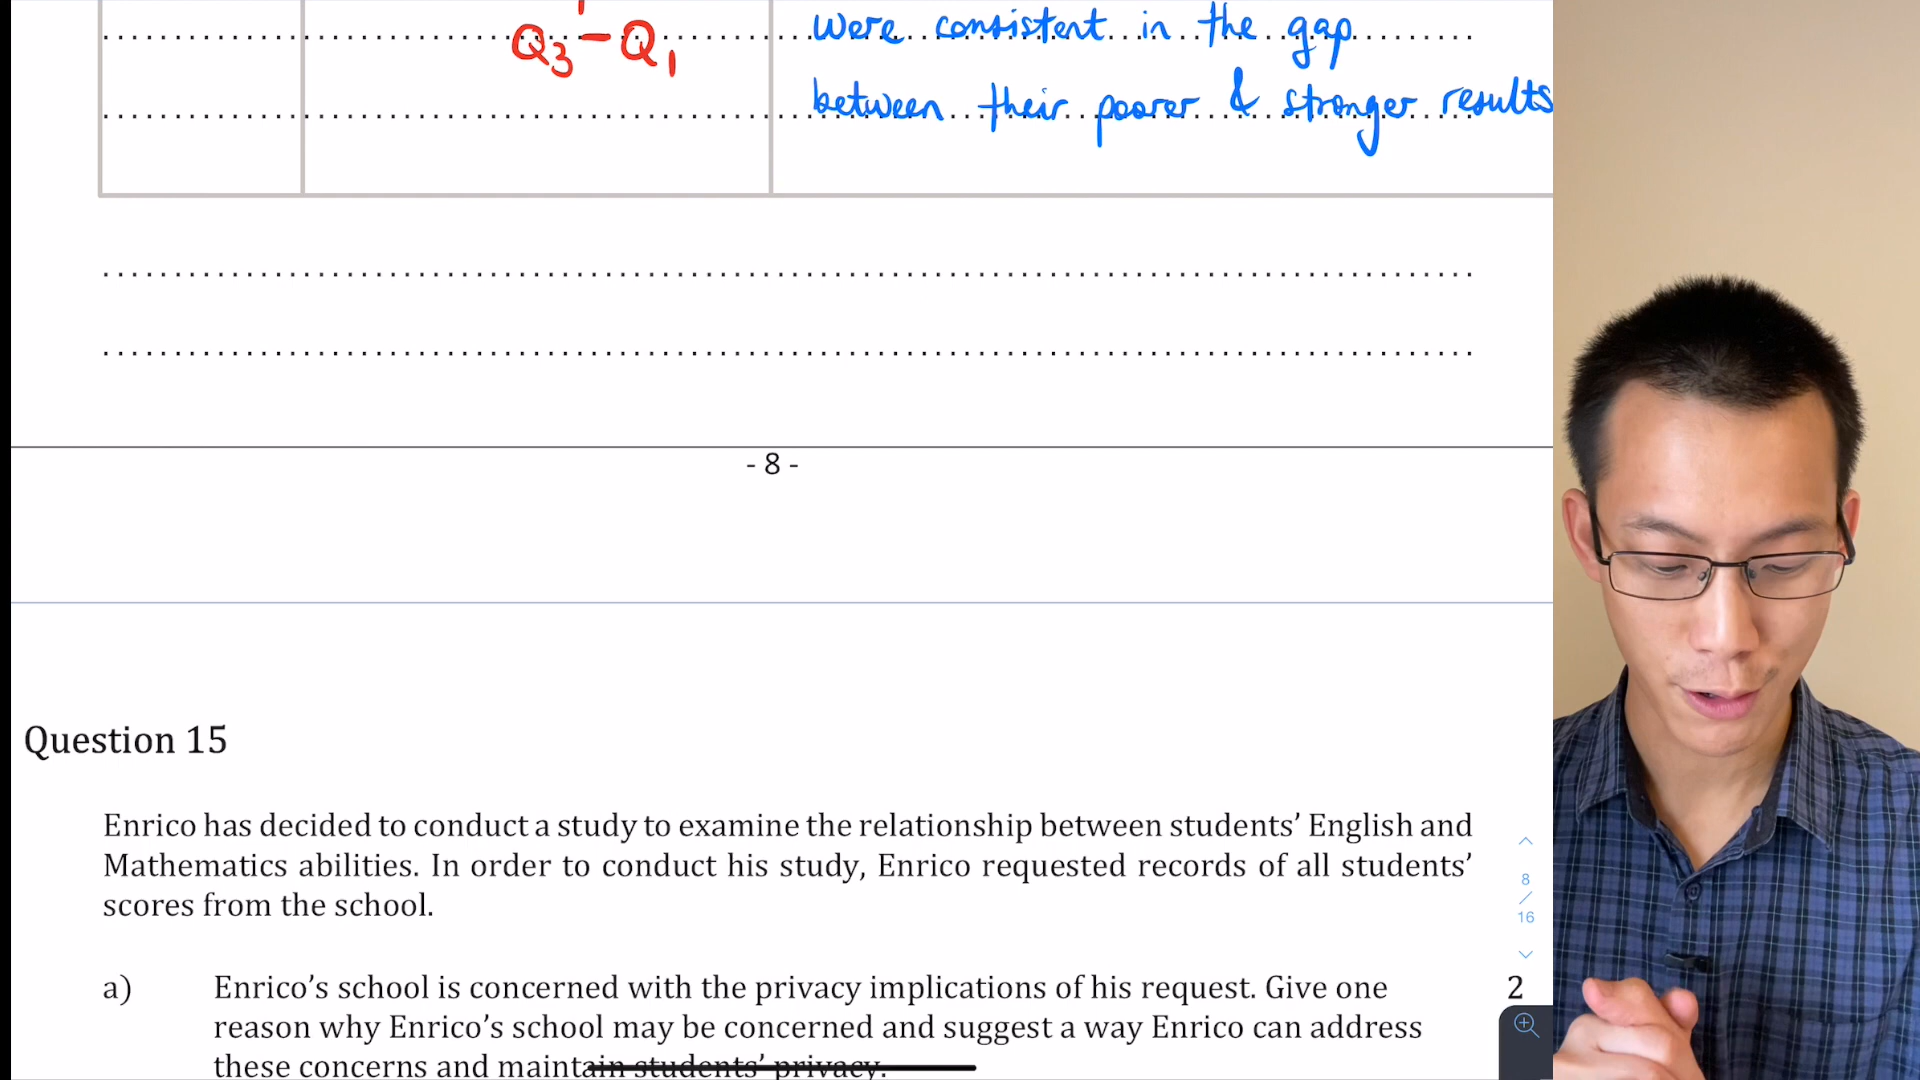 were consistent in the gap
Q3 - Q1
between their poorer & stronger results
- 8 -
Question 15
Enrico has decided to conduct a study to examine the relationship between students’ English and
Mathematics abilities. In order to conduct his study, Enrico requested records of all students’
scores from the school.
8
/
16
a) Enrico’s school is concerned with the privacy implications of his request. Give one 2
reason why Enrico’s school may be concerned and suggest a way Enrico can address
these concerns and maintain students’ privacy.